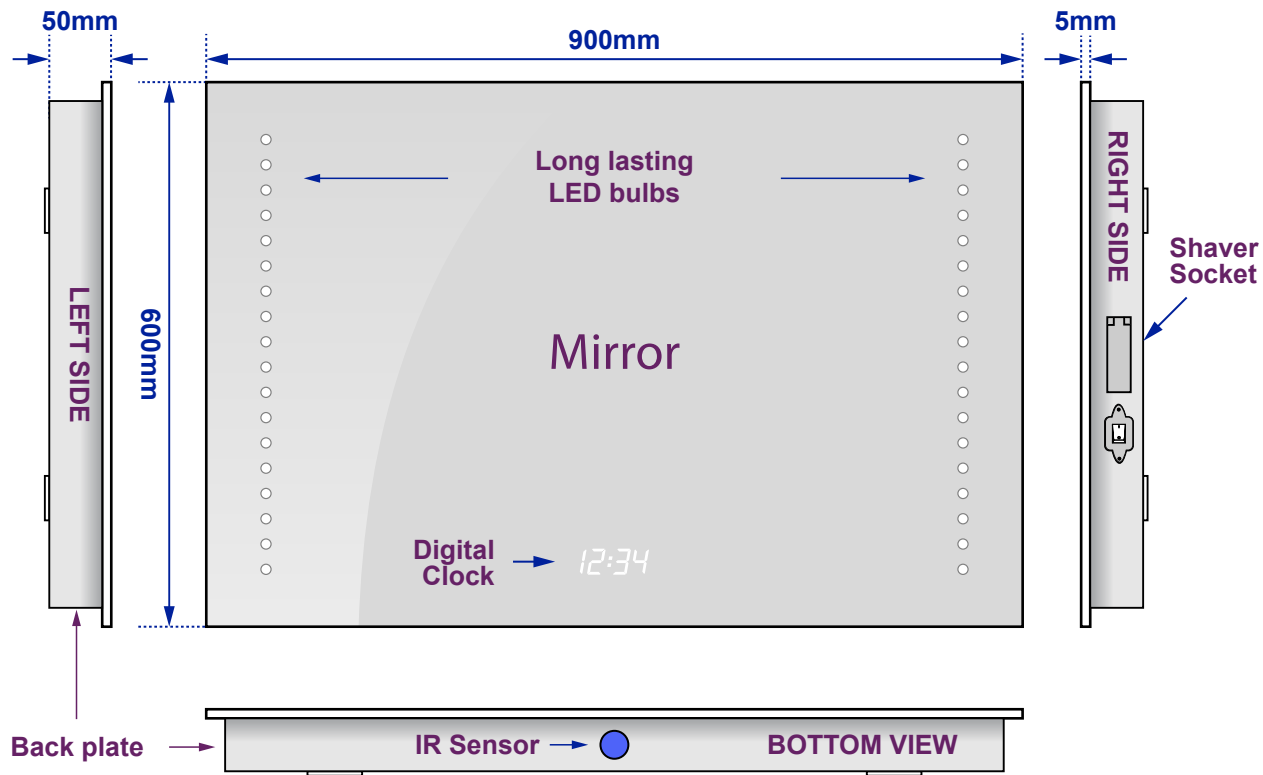 50mm
900mm
5mm
Long lasting
LED bulbs
RIGHT SIDE
Shaver
Socket
LEFT SIDE
600mm
Mirror
Digital
Clock
12:34
Back plate
IR Sensor
BOTTOM VIEW